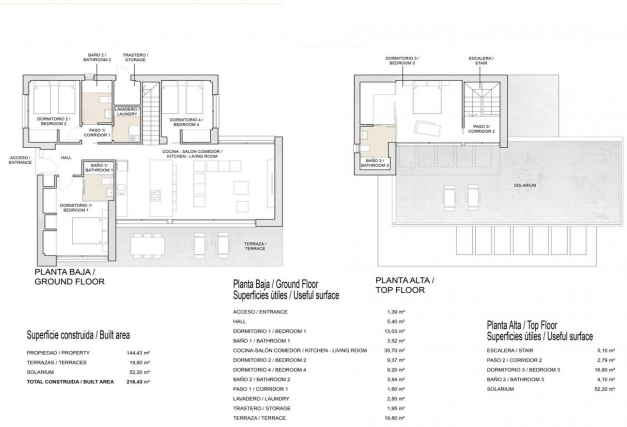 BAÑO 2 /
BATHROOM 2
TRASTERO /
STORAGE
DORMITORIO 2 /
BEDROOM 2
LAVADERO /
LAUNDRY
DORMITORIO 4 /
BEDROOM 4
PASO 1/
CORRIDOR 1
ACCESO /
ENTRANCE
HALL
COCINA - SALÓN COMEDOR /
KITCHEN - LIVING ROOM
BAÑO 1/
BATHROOM 1
DORMITORIO 1/
BEDROOM 1
TERRAZA /
TERRACE
PLANTA BAJA /
GROUND FLOOR
DORMITORIO 3 /
BEDROOM 3
ESCALERA /
STAIR
PASO 2/
CORRIDOR 2
BAÑO 3 /
BATHROOM 3
SOLARIUM
PLANTA ALTA /
TOP FLOOR
Superficie construida / Built area
PROPIEDAD / PROPERTY 144,43 m²
TERRAZAS / TERRACES 19,80 m²
SOLARIUM 52,20 m²
TOTAL CONSTRUIDA / BUILT AREA 216,43 m²
Planta Baja / Ground Floor
Superficies útiles / Useful surface
ACCESO / ENTRANCE 1,39 m²
HALL 5,40 m²
DORMITORIO 1 / BEDROOM 1 13,03 m²
BAÑO 1 / BATHROOM 1 3,52 m²
COCINA-SALÓN COMEDOR / KITCHEN - LIVING ROOM 35,70 m²
DORMITORIO 2 / BEDROOM 2 9,37 m²
DORMITORIO 4 / BEDROOM 4 9,20 m²
BAÑO 2 / BATHROOM 2 3,84 m²
PASO 1 / CORRIDOR 1 1,60 m²
LAVADERO / LAUNDRY 2,80 m²
TRASTERO / STORAGE 1,95 m²
TERRAZA / TERRACE 19,80 m²
Planta Alta / Top Floor
Superficies útiles / Useful surface
ESCALERA / STAIR 5,10 m²
PASO 2 / CORRIDOR 2 2,79 m²
DORMITORIO 3 / BEDROOM 3 16,80 m²
BAÑO 3 / BATHROOM 3 4,10 m²
SOLARIUM 52,20 m²